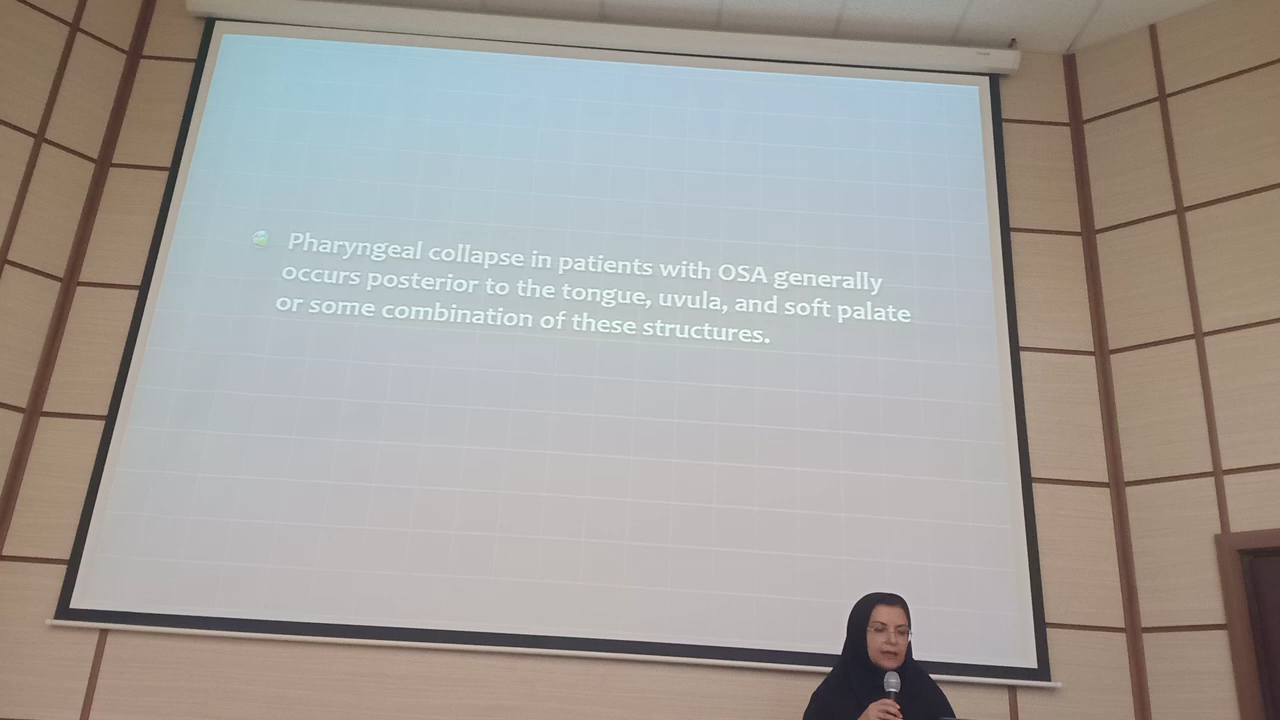 Pharyngeal collapse in patients with OSA generally
occurs posterior to the tongue, uvula, and soft palate
or some combination of these structures.